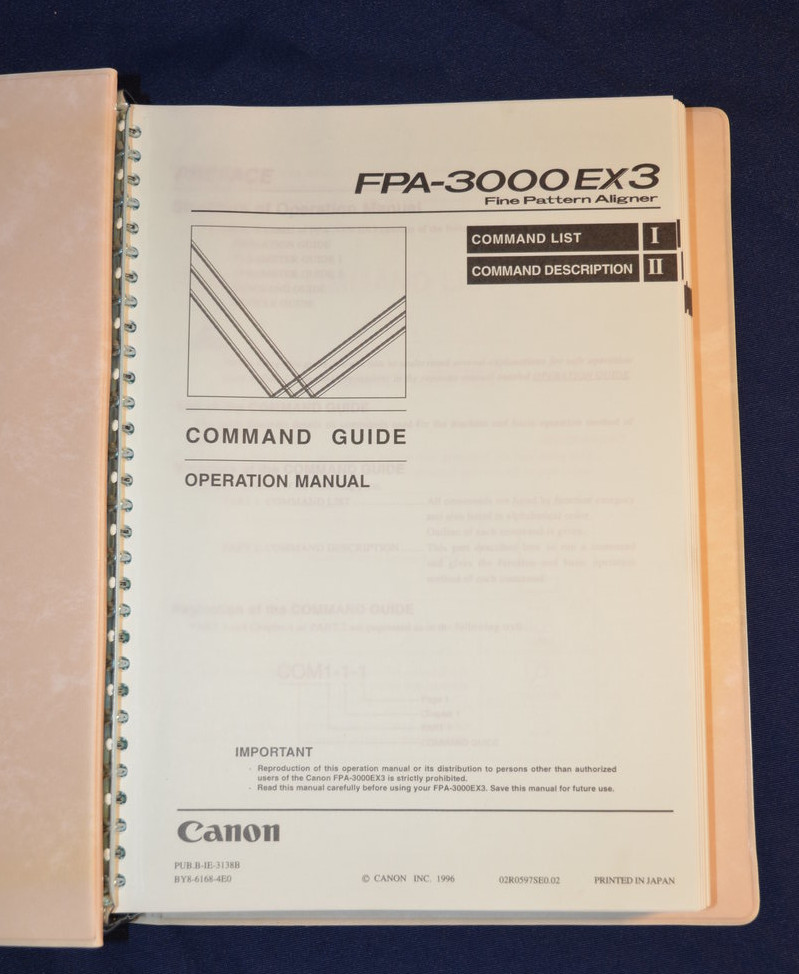 FPA-3000EX3
Fine Pattern Aligner
COMMAND LIST I
COMMAND DESCRIPTION II
COMMAND GUIDE
OPERATION MANUAL
IMPORTANT
· Reproduction of this operation manual or its distribution to persons other than authorized
users of the Canon FPA-3000EX3 is strictly prohibited.
· Read this manual carefully before using your FPA-3000EX3. Save this manual for future use.
Canon
PUB.B-IE-3138B
BY8-6168-4E0
© CANON INC. 1996
02R0597SE0.02
PRINTED IN JAPAN